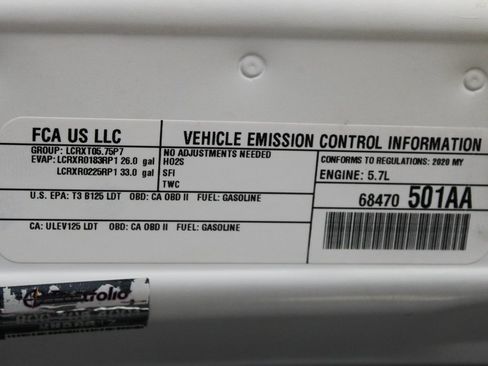 FCA US LLC
VEHICLE EMISSION CONTROL INFORMATION
GROUP: LCRXT05.75P7
EVAP: LCRXR0183RP1 26.0 gal
LCRXR0225RP1 33.0 gal
NO ADJUSTMENTS NEEDED
HO2S
SFI
TWC
CONFORMS TO REGULATIONS: 2020 MY
ENGINE: 5.7L
U.S. EPA: T3 B125 LDT OBD: CA OBD II FUEL: GASOLINE
68470 501AA
CA: ULEV125 LDT OBD: CA OBD II FUEL: GASOLINE